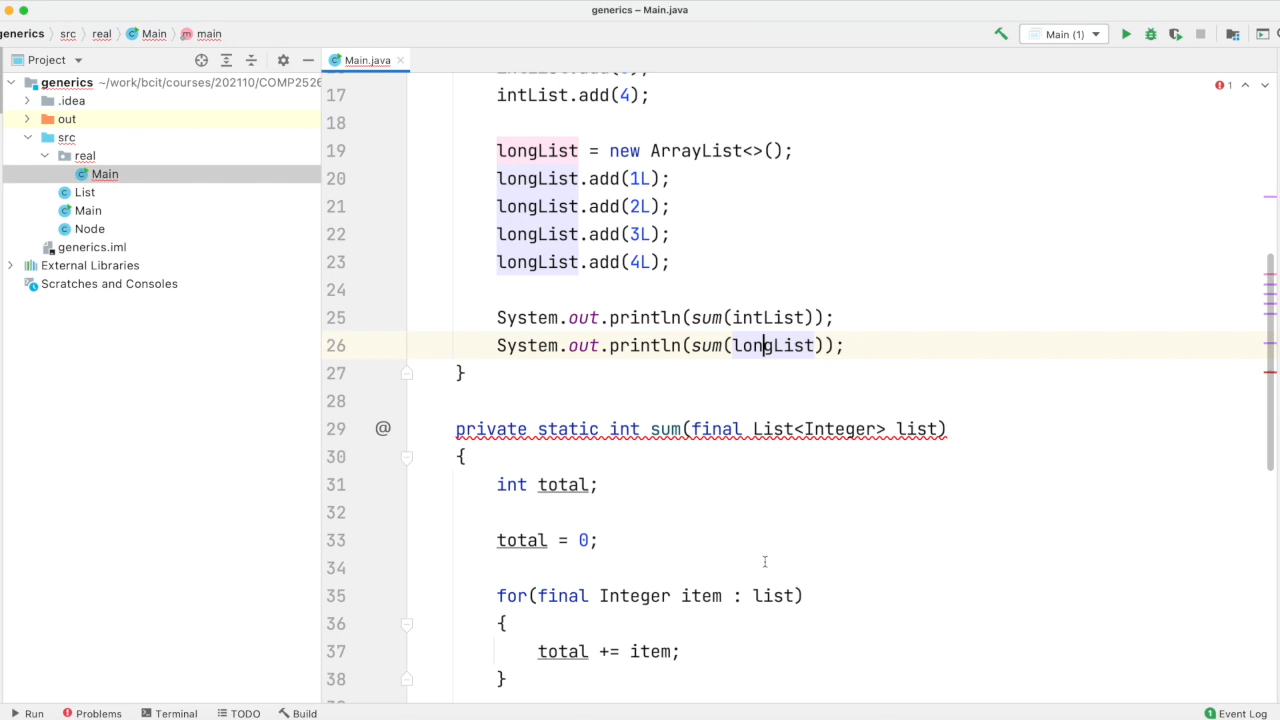 generics – Main.java
generics
src
real
Main
main
Main (1)
Project
generics ~/work/bcit/courses/202110/COMP2526
.idea
out
src
real
Main
List
Main
Node
generics.iml
External Libraries
Scratches and Consoles
Main.java
1
17 intList.add(4);
18
19 longList = new ArrayList<>();
20 longList.add(1L);
21 longList.add(2L);
22 longList.add(3L);
23 longList.add(4L);
24
25 System.out.println(sum(intList));
26 System.out.println(sum(longList));
27 }
28
29 @ private static int sum(final List<Integer> list)
30 {
31 int total;
32
33 total = 0;
34
35 for(final Integer item : list)
36 {
37 total += item;
38 }
Run
Problems
Terminal
TODO
Build
1 Event Log